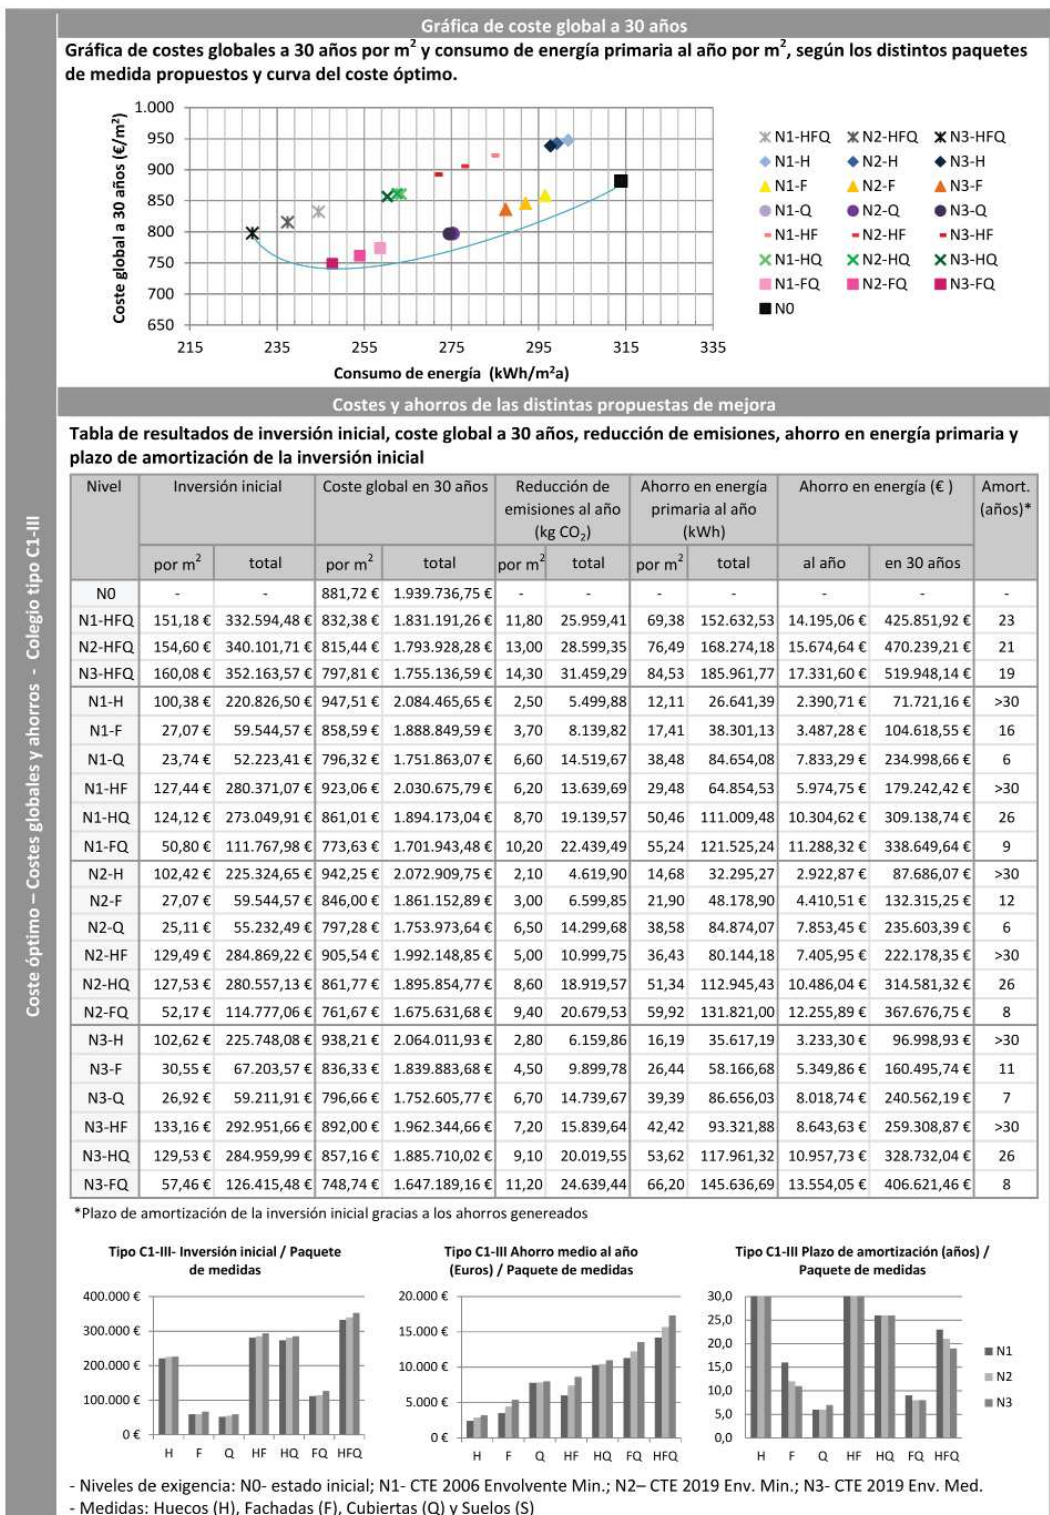 Gráfica de coste global a 30 años
Gráfica de costes globales a 30 años por m² y consumo de energía primaria al año por m², según los distintos paquetes
de medida propuestos y curva del coste óptimo.
Coste global a 30 años (€/m²)
1.000
950
900
850
800
750
700
650
215 235 255 275 295 315 335
Consumo de energía (kWh/m²a)
N1-HFQ N2-HFQ N3-HFQ
N1-H N2-H N3-H
N1-F N2-F N3-F
N1-Q N2-Q N3-Q
N1-HF N2-HF N3-HF
N1-HQ N2-HQ N3-HQ
N1-FQ N2-FQ N3-FQ
N0
Costes y ahorros de las distintas propuestas de mejora
Tabla de resultados de inversión inicial, coste global a 30 años, reducción de emisiones, ahorro en energía primaria y
plazo de amortización de la inversión inicial
Nivel Inversión inicial Coste global en 30 años Reducción de emisiones al año (kg CO₂) Ahorro en energía primaria al año (kWh) Ahorro en energía (€ ) Amort. (años)*
por m² total por m² total por m² total por m² total al año en 30 años
N0 - - 881,72 € 1.939.736,75 € - - - - - - -
N1-HFQ 151,18 € 332.594,48 € 832,38 € 1.831.191,26 € 11,80 25.959,41 69,38 152.632,53 14.195,06 € 425.851,92 € 23
N2-HFQ 154,60 € 340.101,71 € 815,44 € 1.793.928,28 € 13,00 28.599,35 76,49 168.274,18 15.674,64 € 470.239,21 € 21
N3-HFQ 160,08 € 352.163,57 € 797,81 € 1.755.136,59 € 14,30 31.459,29 84,53 185.961,77 17.331,60 € 519.948,14 € 19
N1-H 100,38 € 220.826,50 € 947,51 € 2.084.465,65 € 2,50 5.499,88 12,11 26.641,39 2.390,71 € 71.721,16 € >30
N1-F 27,07 € 59.544,57 € 858,59 € 1.888.849,59 € 3,70 8.139,82 17,41 38.301,13 3.487,28 € 104.618,55 € 16
N1-Q 23,74 € 52.223,41 € 796,32 € 1.751.863,07 € 6,60 14.519,67 38,48 84.654,08 7.833,29 € 234.998,66 € 6
N1-HF 127,44 € 280.371,07 € 923,06 € 2.030.675,79 € 6,20 13.639,69 29,48 64.854,53 5.974,75 € 179.242,42 € >30
N1-HQ 124,12 € 273.049,91 € 861,01 € 1.894.173,04 € 8,70 19.139,57 50,46 111.009,48 10.304,62 € 309.138,74 € 26
N1-FQ 50,80 € 111.767,98 € 773,63 € 1.701.943,48 € 10,20 22.439,49 55,24 121.525,24 11.288,32 € 338.649,64 € 9
N2-H 102,42 € 225.324,65 € 942,25 € 2.072.909,75 € 2,10 4.619,90 14,68 32.295,27 2.922,87 € 87.686,07 € >30
N2-F 27,07 € 59.544,57 € 846,00 € 1.861.152,89 € 3,00 6.599,85 21,90 48.178,90 4.410,51 € 132.315,25 € 12
N2-Q 25,11 € 55.232,49 € 797,28 € 1.753.973,64 € 6,50 14.299,68 38,58 84.874,07 7.853,45 € 235.603,39 € 6
N2-HF 129,49 € 284.869,22 € 905,54 € 1.992.148,85 € 5,00 10.999,75 36,43 80.144,18 7.405,95 € 222.178,35 € >30
N2-HQ 127,53 € 280.557,13 € 861,77 € 1.895.854,77 € 8,60 18.919,57 51,34 112.945,43 10.486,04 € 314.581,32 € 26
N2-FQ 52,17 € 114.777,06 € 761,67 € 1.675.631,68 € 9,40 20.679,53 59,92 131.821,00 12.255,89 € 367.676,75 € 8
N3-H 102,62 € 225.748,08 € 938,21 € 2.064.011,93 € 2,80 6.159,86 16,19 35.617,19 3.233,30 € 96.998,93 € >30
N3-F 30,55 € 67.203,57 € 836,33 € 1.839.883,68 € 4,50 9.899,78 26,44 58.166,68 5.349,86 € 160.495,74 € 11
N3-Q 26,92 € 59.211,91 € 796,66 € 1.752.605,77 € 6,70 14.739,67 39,39 86.656,03 8.018,74 € 240.562,19 € 7
N3-HF 133,16 € 292.951,66 € 892,00 € 1.962.344,66 € 7,20 15.839,64 42,42 93.321,88 8.643,63 € 259.308,87 € >30
N3-HQ 129,53 € 284.959,99 € 857,16 € 1.885.710,02 € 9,10 20.019,55 53,62 117.961,32 10.957,73 € 328.732,04 € 26
N3-FQ 57,46 € 126.415,48 € 748,74 € 1.647.189,16 € 11,20 24.639,44 66,20 145.636,69 13.554,05 € 406.621,46 € 8
*Plazo de amortización de la inversión inicial gracias a los ahorros genereados
Tipo C1-III- Inversión inicial / Paquete
de medidas
400.000 €
300.000 €
200.000 €
100.000 €
0 €
H F Q HF HQ FQ HFQ
Tipo C1-III Ahorro medio al año
(Euros) / Paquete de medidas
20.000 €
15.000 €
10.000 €
5.000 €
0 €
H F Q HF HQ FQ HFQ
Tipo C1-III Plazo de amortización (años) /
Paquete de medidas
30,0
25,0
20,0
15,0
10,0
5,0
0,0
H F Q HF HQ FQ HFQ
N1
N2
N3
- Niveles de exigencia: N0- estado inicial; N1- CTE 2006 Envolvente Min.; N2– CTE 2019 Env. Min.; N3- CTE 2019 Env. Med.
- Medidas: Huecos (H), Fachadas (F), Cubiertas (Q) y Suelos (S)
Coste óptimo – Costes globales y ahorros - Colegio tipo C1-III